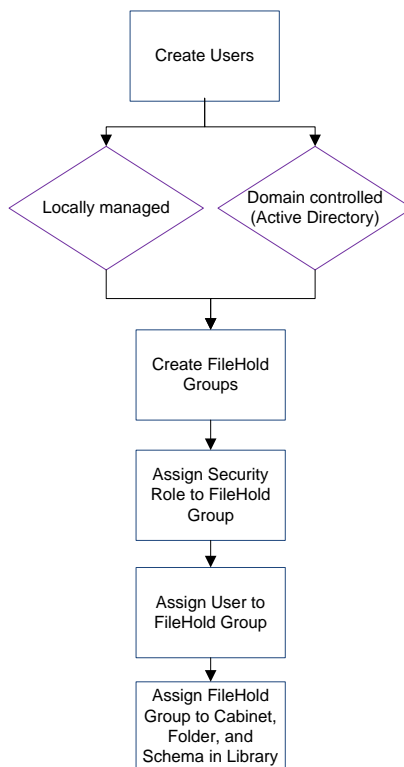 Create Users
Locally managed
Domain controlled
(Active Directory)
Create FileHold
Groups
Assign Security
Role to FileHold
Group
Assign User to
FileHold Group
Assign FileHold
Group to Cabinet,
Folder, and
Schema in Library